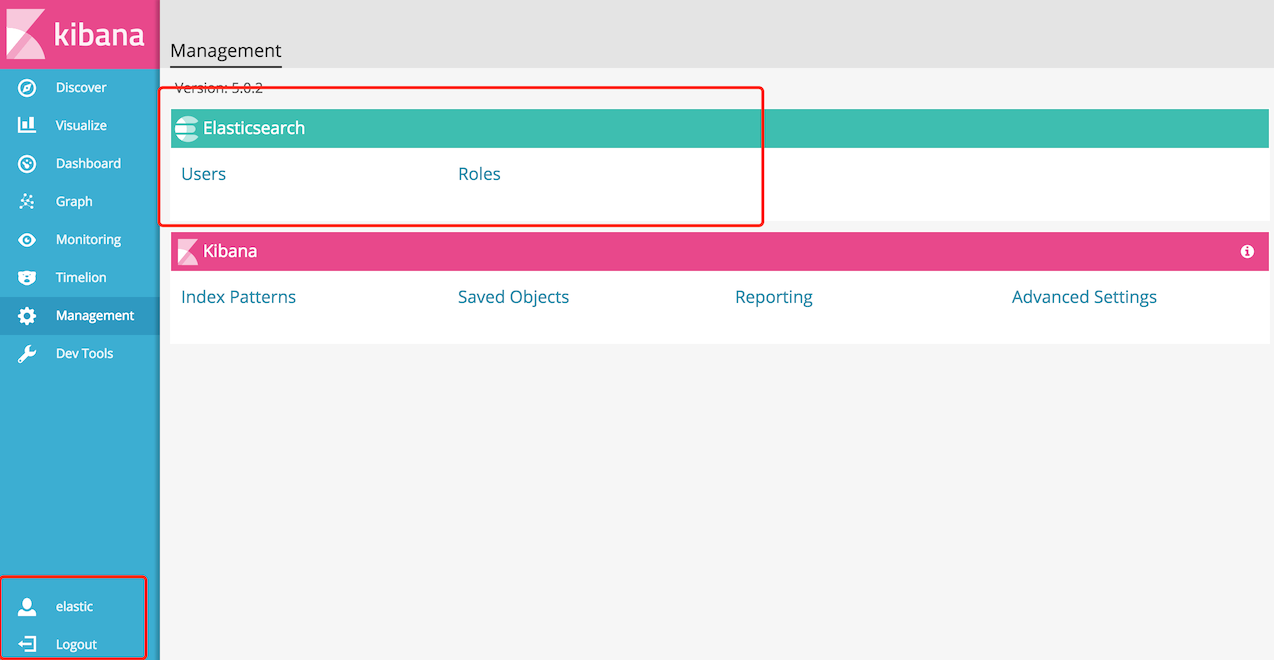 kibana
Discover
Visualize
Dashboard
Graph
Monitoring
Timelion
Management
Dev Tools
elastic
Logout
Management
Version: 5.0.2
Elasticsearch
Users Roles
Kibana
Index Patterns Saved Objects Reporting Advanced Settings